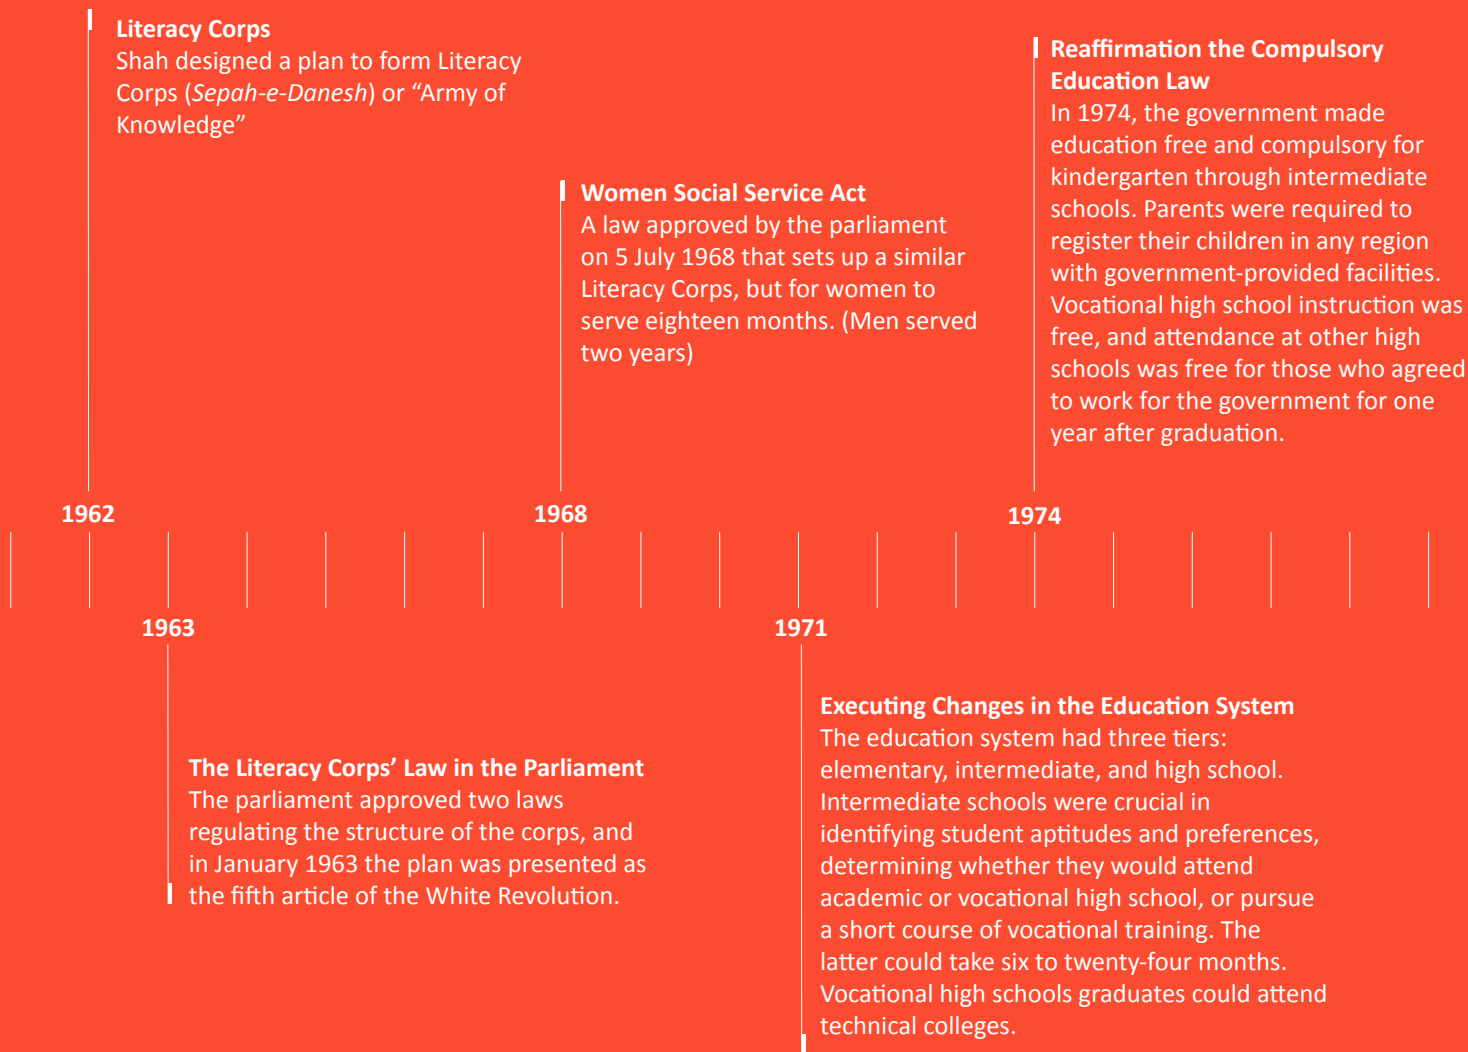 Literacy Corps
Shah designed a plan to form Literacy
Corps (Sepah-e-Danesh) or “Army of
Knowledge”
Women Social Service Act
A law approved by the parliament
on 5 July 1968 that sets up a similar
Literacy Corps, but for women to
serve eighteen months. (Men served
two years)
Reaffirmation the Compulsory
Education Law
In 1974, the government made
education free and compulsory for
kindergarten through intermediate
schools. Parents were required to
register their children in any region
with government-provided facilities.
Vocational high school instruction was
free, and attendance at other high
schools was free for those who agreed
to work for the government for one
year after graduation.
1962
1968
1974
1963
1971
The Literacy Corps’ Law in the Parliament
The parliament approved two laws
regulating the structure of the corps, and
in January 1963 the plan was presented as
the fifth article of the White Revolution.
Executing Changes in the Education System
The education system had three tiers:
elementary, intermediate, and high school.
Intermediate schools were crucial in
identifying student aptitudes and preferences,
determining whether they would attend
academic or vocational high school, or pursue
a short course of vocational training. The
latter could take six to twenty-four months.
Vocational high schools graduates could attend
technical colleges.